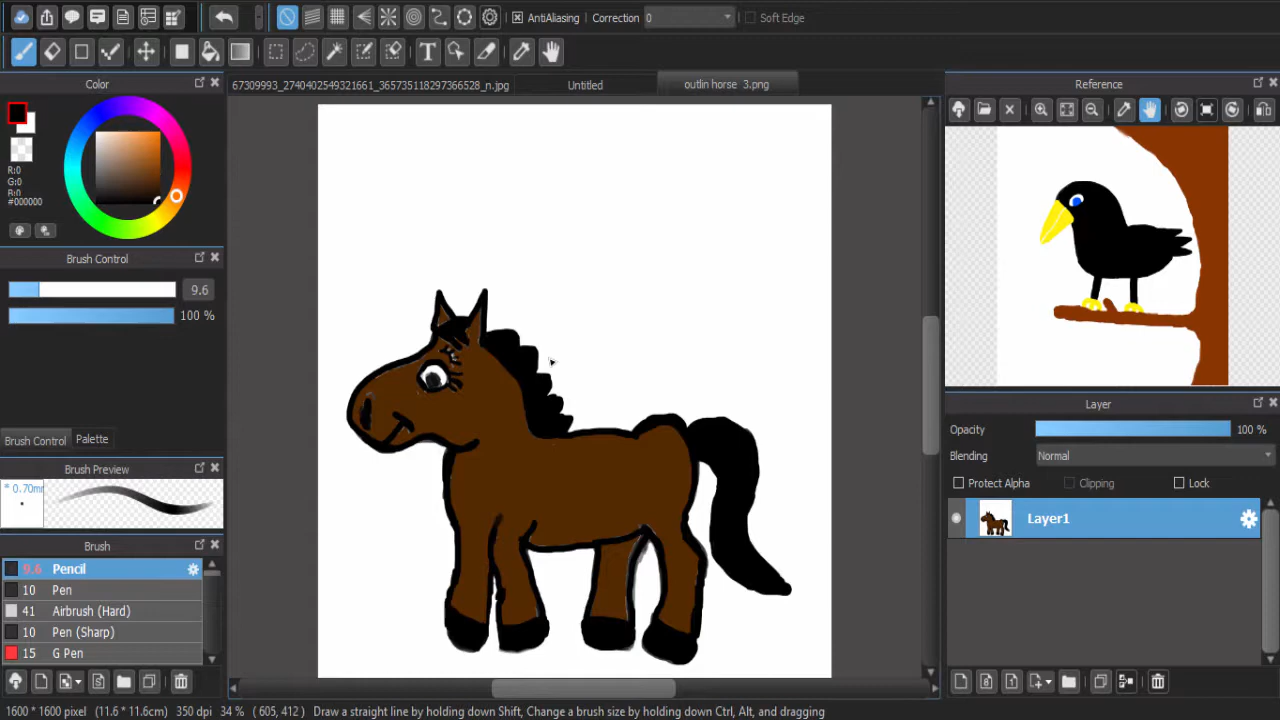 AntiAliasing Correction 0 Soft Edge
T
Color
67309993_2740402549321661_365735118297366528_n.jpg Untitled outlin horse 3.png
Reference
R:0
G:0
B:0
#000000
Brush Control
9.6
100 %
Brush Control Palette
Brush Preview
* 0.70mm
Brush
9.6 Pencil
10 Pen
41 Airbrush (Hard)
10 Pen (Sharp)
15 G Pen
Layer
Opacity 100 %
Blending Normal
Protect Alpha Clipping Lock
Layer1
1600 * 1600 pixel (11.6 * 11.6cm) 350 dpi 34 % ( 605, 412 ) Draw a straight line by holding down Shift, Change a brush size by holding down Ctrl, Alt, and dragging